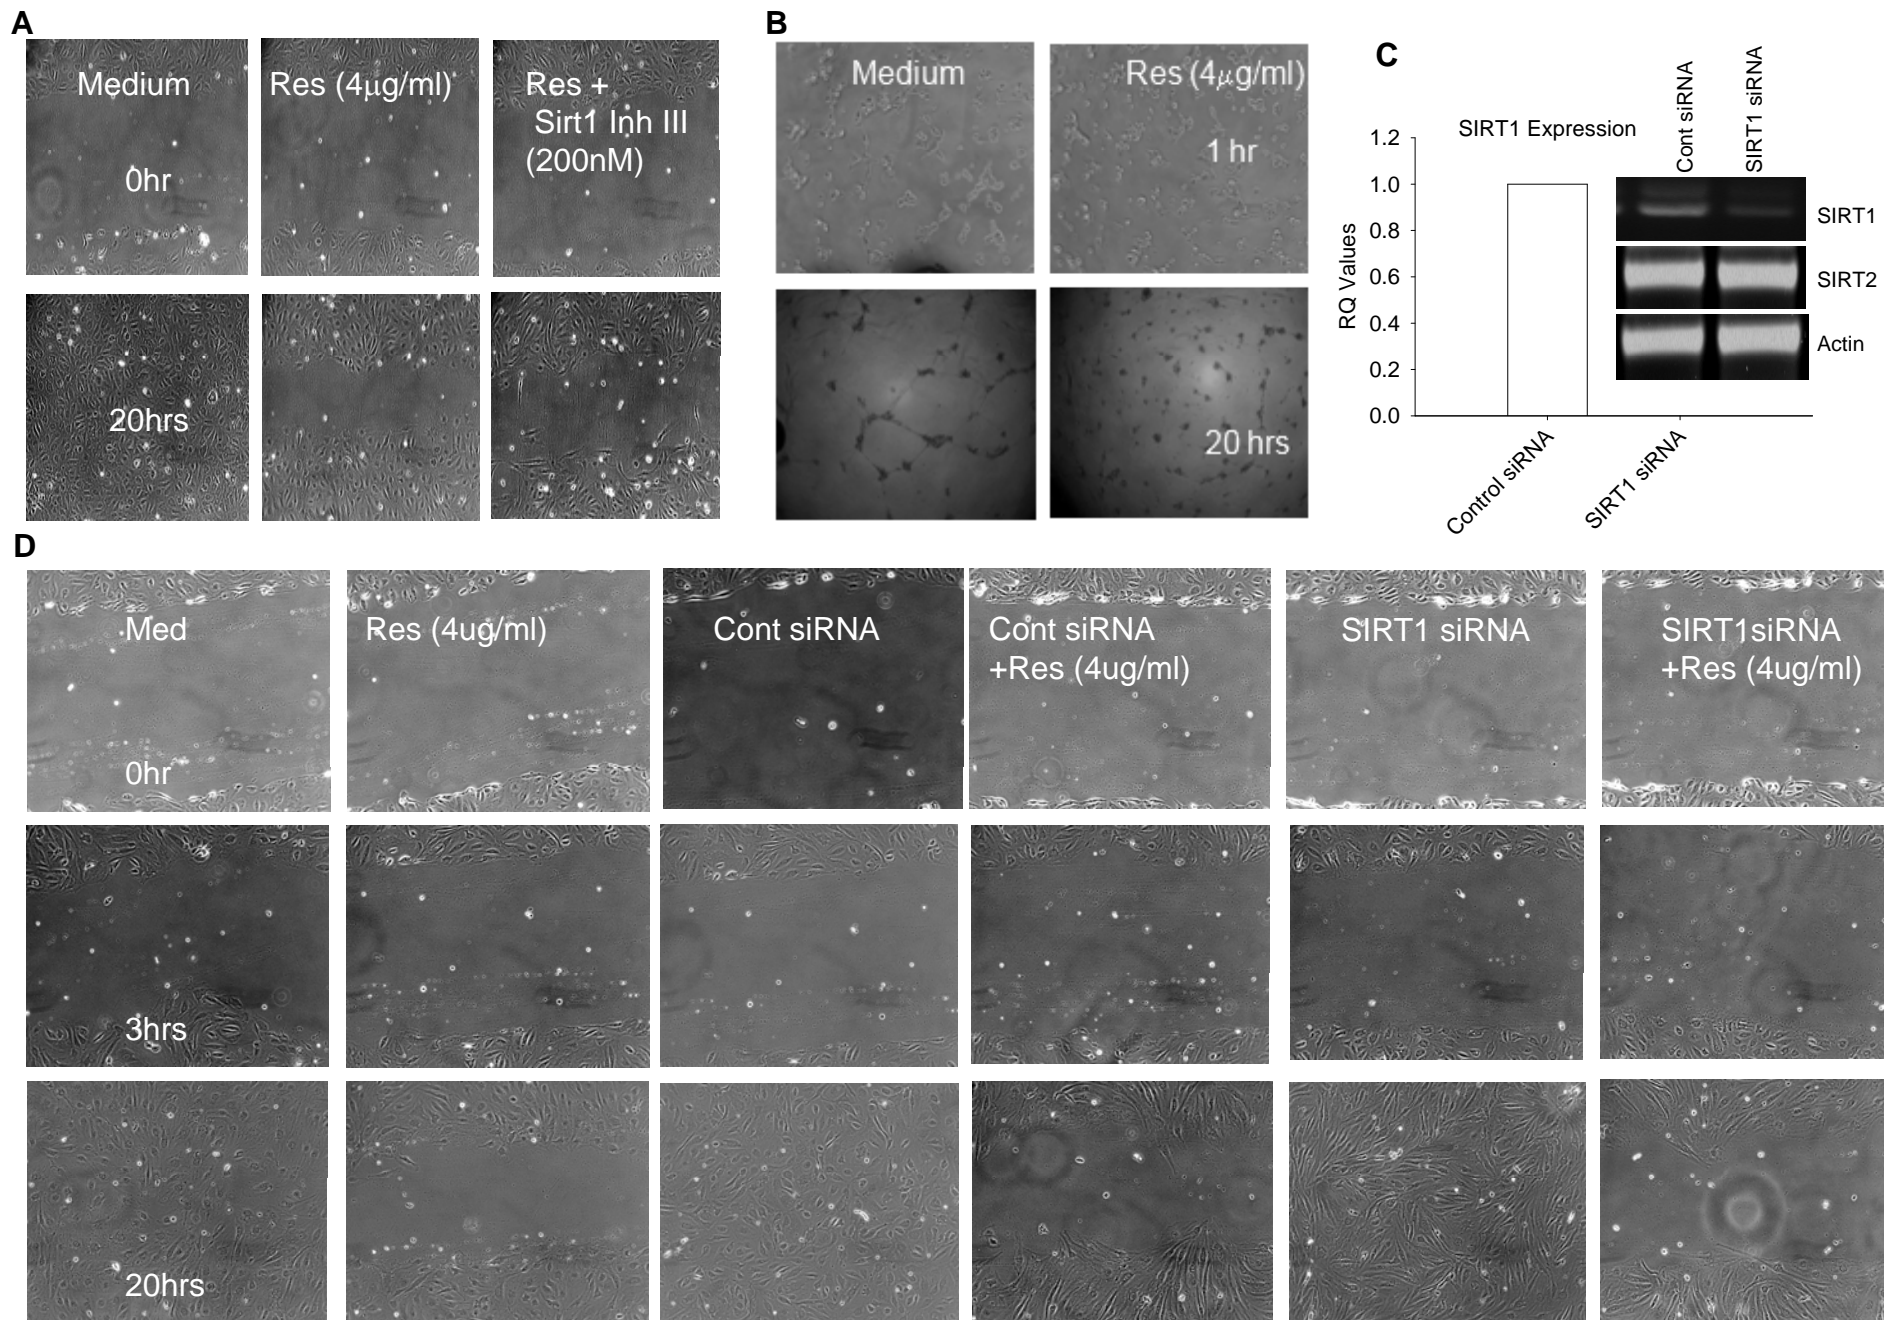 A
Medium
Res (4μg/ml)
Res +
Sirt1 Inh III
(200nM)
0hr
20hrs
B
Medium
Res (4μg/ml)
1 hr
20 hrs
C
SIRT1 Expression
Cont siRNA
SIRT1 siRNA
1.2
1.0
0.8
0.6
0.4
0.2
0.0
RQ Values
SIRT1
SIRT2
Actin
Control siRNA
SIRT1 siRNA
D
Med
Res (4ug/ml)
Cont siRNA
Cont siRNA
+Res (4ug/ml)
SIRT1 siRNA
SIRT1siRNA
+Res (4ug/ml)
0hr
3hrs
20hrs